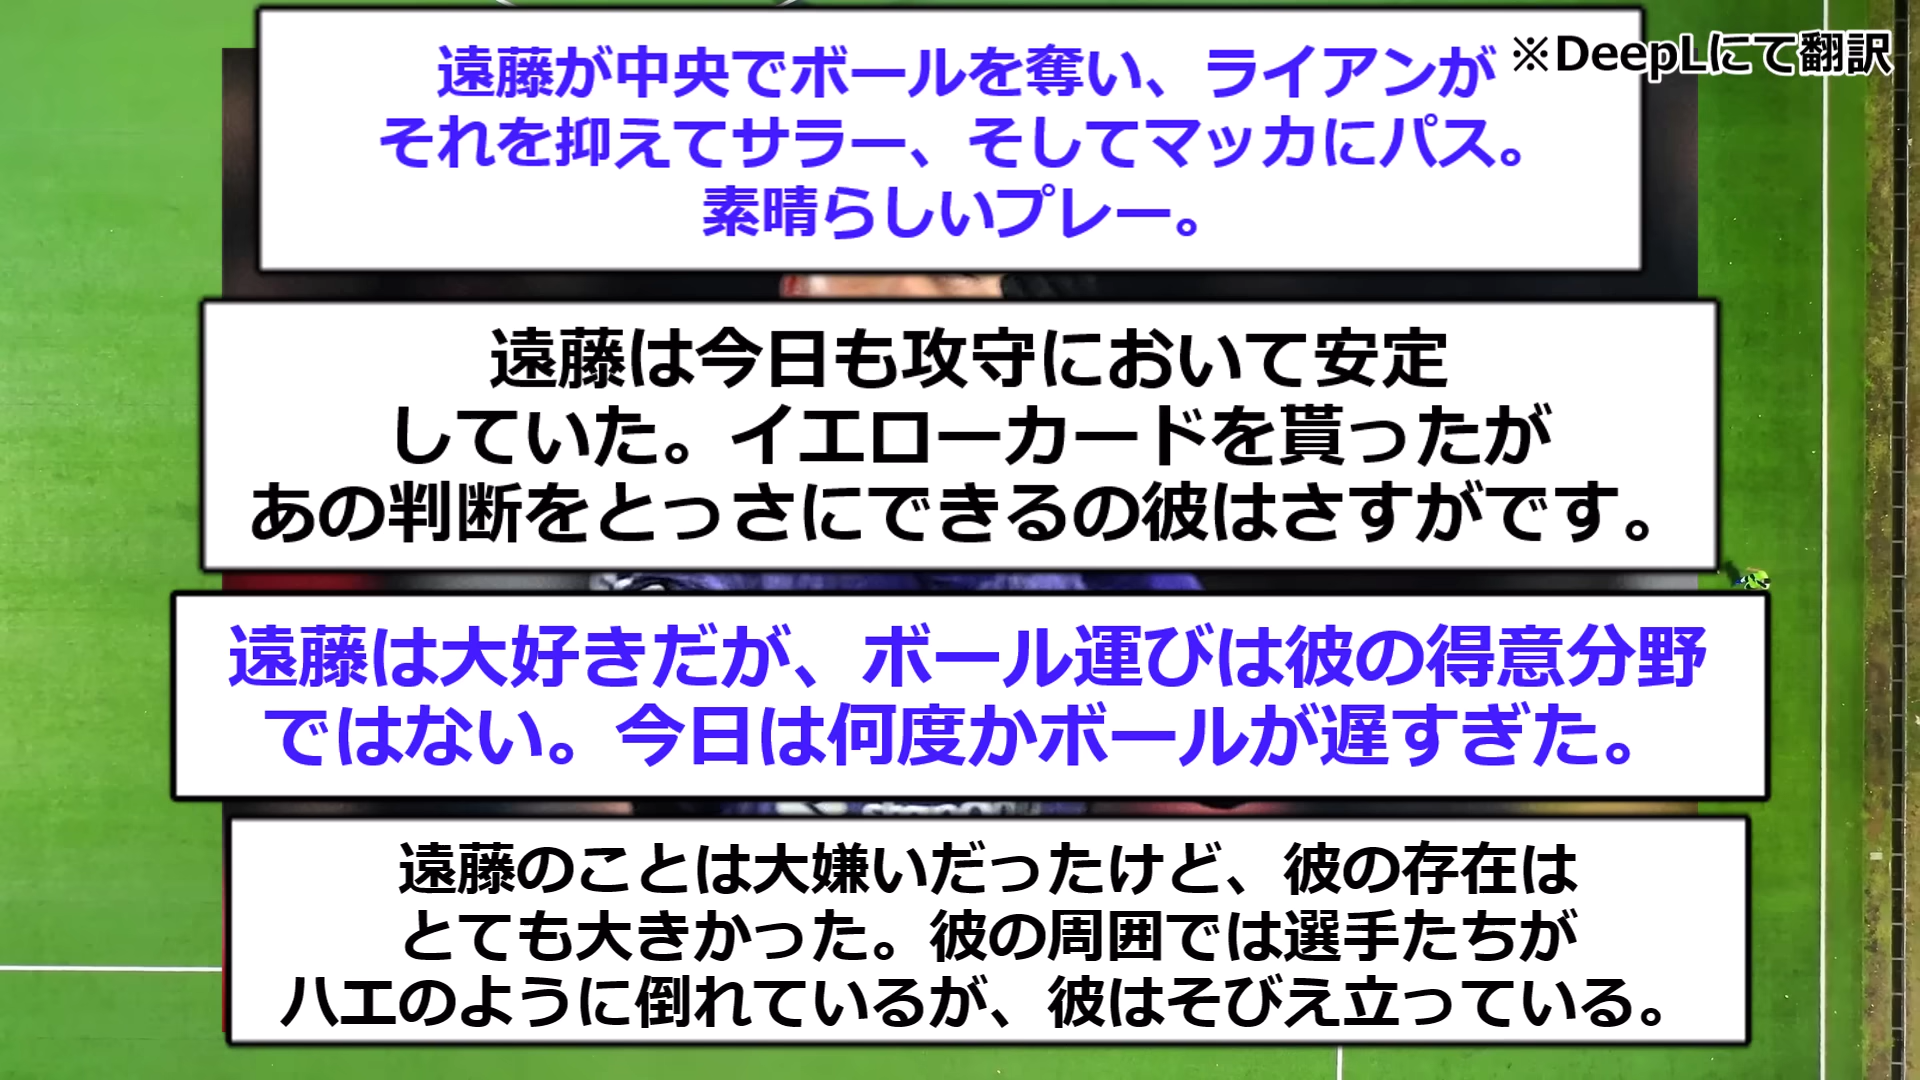 遠藤が中央でボールを奪い、ライアンが
それを抑えてサラー、そしてマッカにパス。
素晴らしいプレー。
※DeepLにて翻訳
遠藤は今日も攻守において安定
していた。イエローカードを貰ったが
あの判断をとっさにできるの彼はさすがです。
遠藤は大好きだが、ボール運びは彼の得意分野
ではない。今日は何度かボールが遅すぎた。
遠藤のことは大嫌いだったけど、彼の存在は
とても大きかった。彼の周囲では選手たちが
ハエのように倒れているが、彼はそびえ立っている。